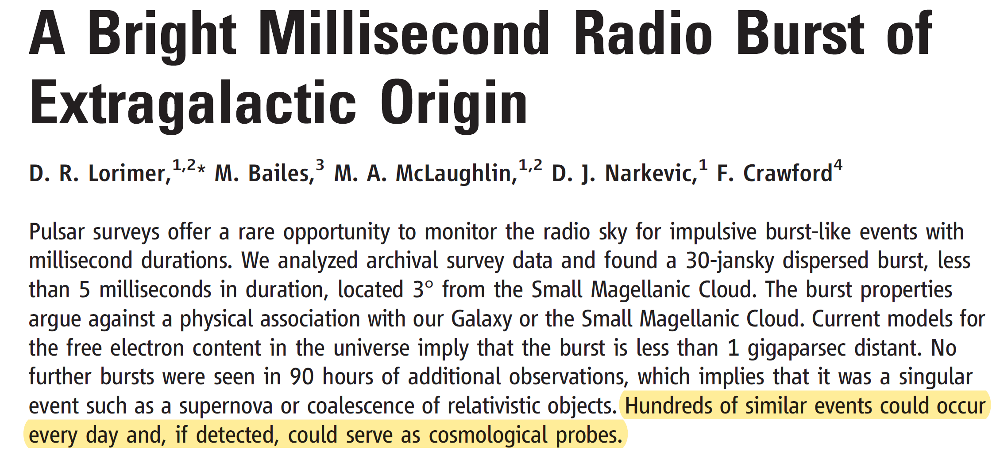 A Bright Millisecond Radio Burst of
Extragalactic Origin
D. R. Lorimer,1,2* M. Bailes,3 M. A. McLaughlin,1,2 D. J. Narkevic,1 F. Crawford4
Pulsar surveys offer a rare opportunity to monitor the radio sky for impulsive burst-like events with
millisecond durations. We analyzed archival survey data and found a 30-jansky dispersed burst, less
than 5 milliseconds in duration, located 3° from the Small Magellanic Cloud. The burst properties
argue against a physical association with our Galaxy or the Small Magellanic Cloud. Current models for
the free electron content in the universe imply that the burst is less than 1 gigaparsec distant. No
further bursts were seen in 90 hours of additional observations, which implies that it was a singular
event such as a supernova or coalescence of relativistic objects. Hundreds of similar events could occur
every day and, if detected, could serve as cosmological probes.